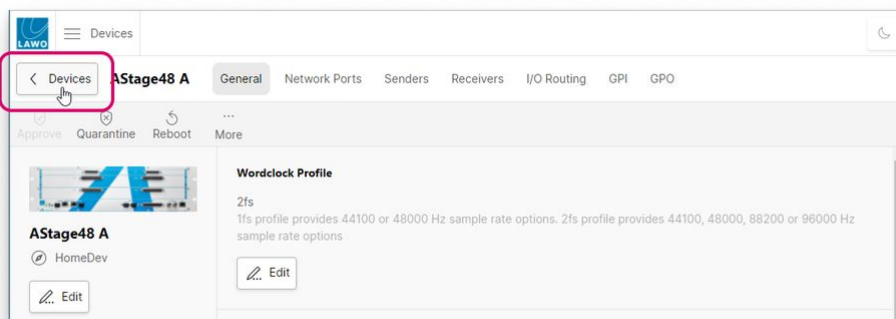 LAWO
Devices
Devices
AStage48 A
General
Network Ports
Senders
Receivers
I/O Routing
GPI
GPO
Approve
Quarantine
Reboot
More
AStage48 A
HomeDev
Edit
Wordclock Profile
2fs
1fs profile provides 44100 or 48000 Hz sample rate options. 2fs profile provides 44100, 48000, 88200 or 96000 Hz
sample rate options
Edit